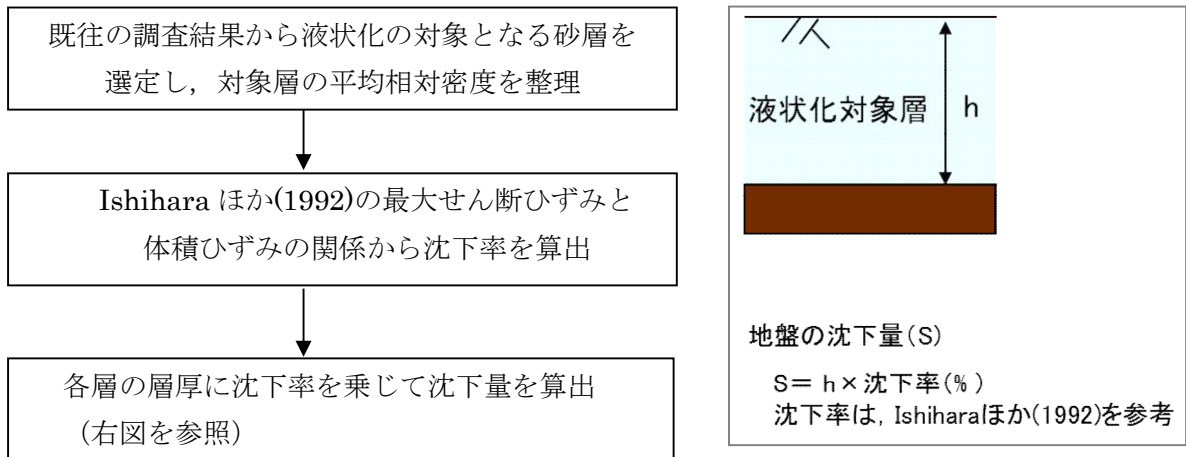 既往の調査結果から液状化の対象となる砂層を
選定し，対象層の平均相対密度を整理
Ishihara ほか(1992)の最大せん断ひずみと
体積ひずみの関係から沈下率を算出
各層の層厚に沈下率を乗じて沈下量を算出
（右図を参照）
液状化対象層
h
地盤の沈下量(S)
S= h×沈下率(%)
沈下率は, Ishiharaほか(1992)を参考